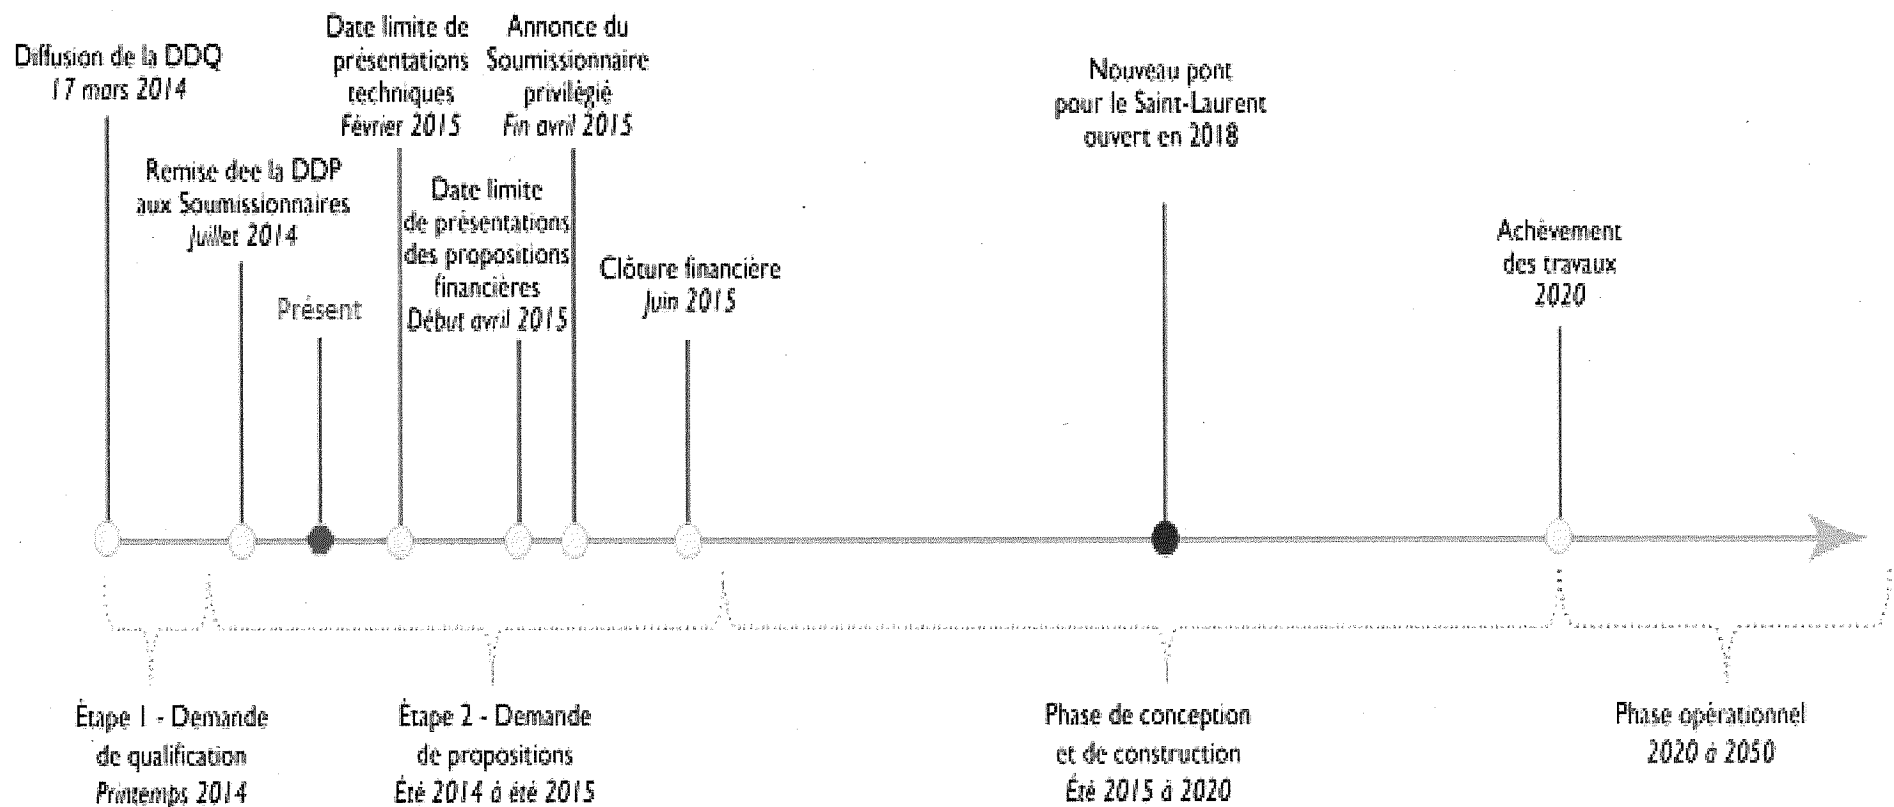 Diffusion de la DDQ
17 mars 2014
Remise dee la DDP
aux Soumissionnaires
Juillet 2014
Présent
Date limite de
présentations
techniques
Février 2015
Date limite
de présentations
des propositions
financières
Début avril 2015
Annonce du
Soumissionnaire
privilégié
Fin avril 2015
Clôture financière
Juin 2015
Nouveau pont
pour le Saint-Laurent
ouvert en 2018
Achèvement
des travaux
2020
Étape 1 - Demande
de qualification
Printemps 2014
Étape 2 - Demande
de propositions
Été 2014 à été 2015
Phase de conception
et de construction
Été 2015 à 2020
Phase opérationnel
2020 à 2050